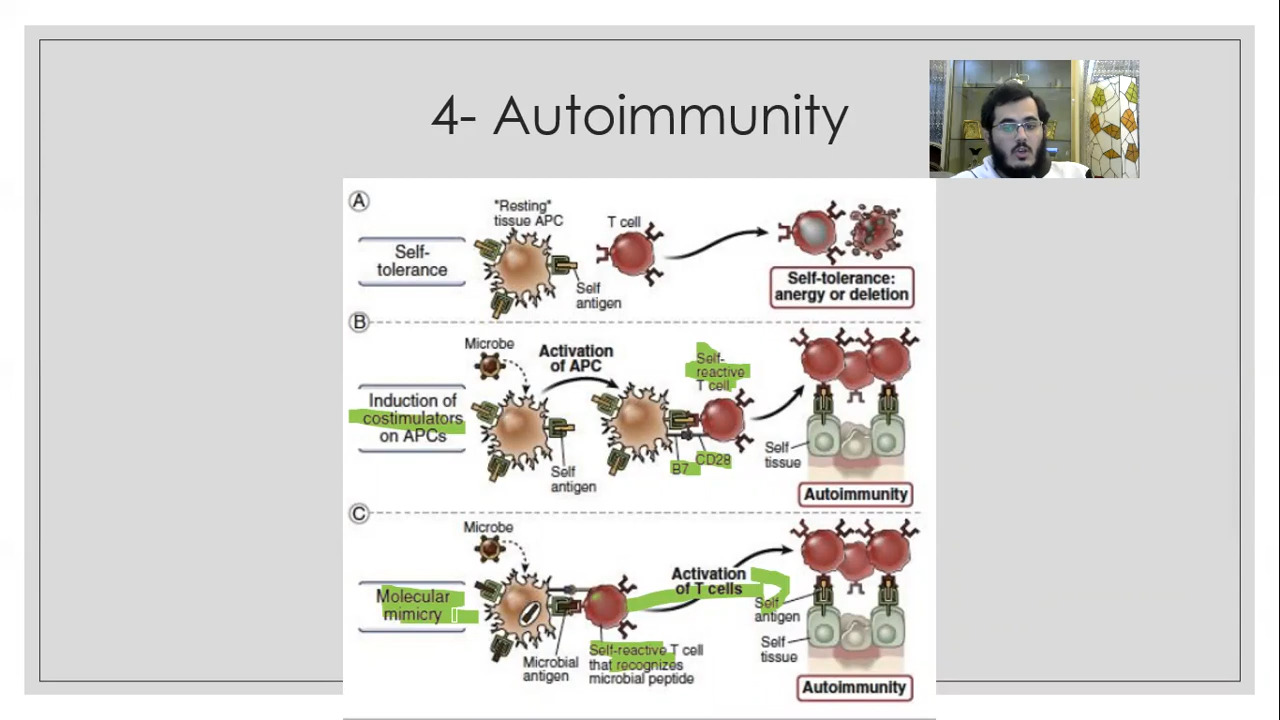 4- Autoimmunity
A
"Resting"
tissue APC
T cell
Self-
tolerance
Self
antigen
Self-tolerance:
anergy or deletion
B
Microbe
Activation
of APC
Self-
reactive
T cell
Induction of
costimulators
on APCs
Self
antigen
B7
CD28
Self
tissue
Autoimmunity
C
Microbe
Molecular
mimicry
Activation
of T cells
Microbial
antigen
Self-reactive T cell
that recognizes
microbial peptide
Self
antigen
Self
tissue
Autoimmunity